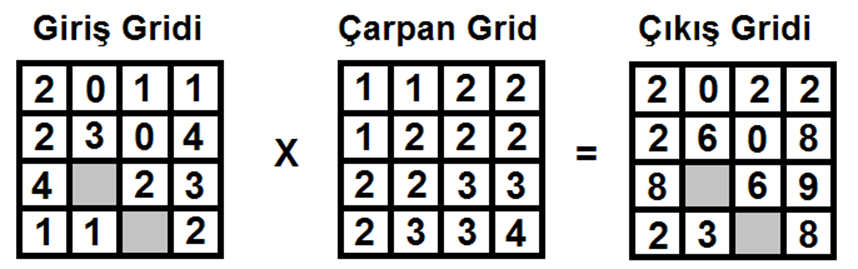 Giriş Gridi Çarpan Grid Çıkış Gridi
2 0 1 1 1 1 2 2 2 0 2 2
2 3 0 4 1 2 2 2 2 6 0 8
X =
4 2 3 2 2 3 3 8 6 9
1 1 2 2 3 3 4 2 3 8